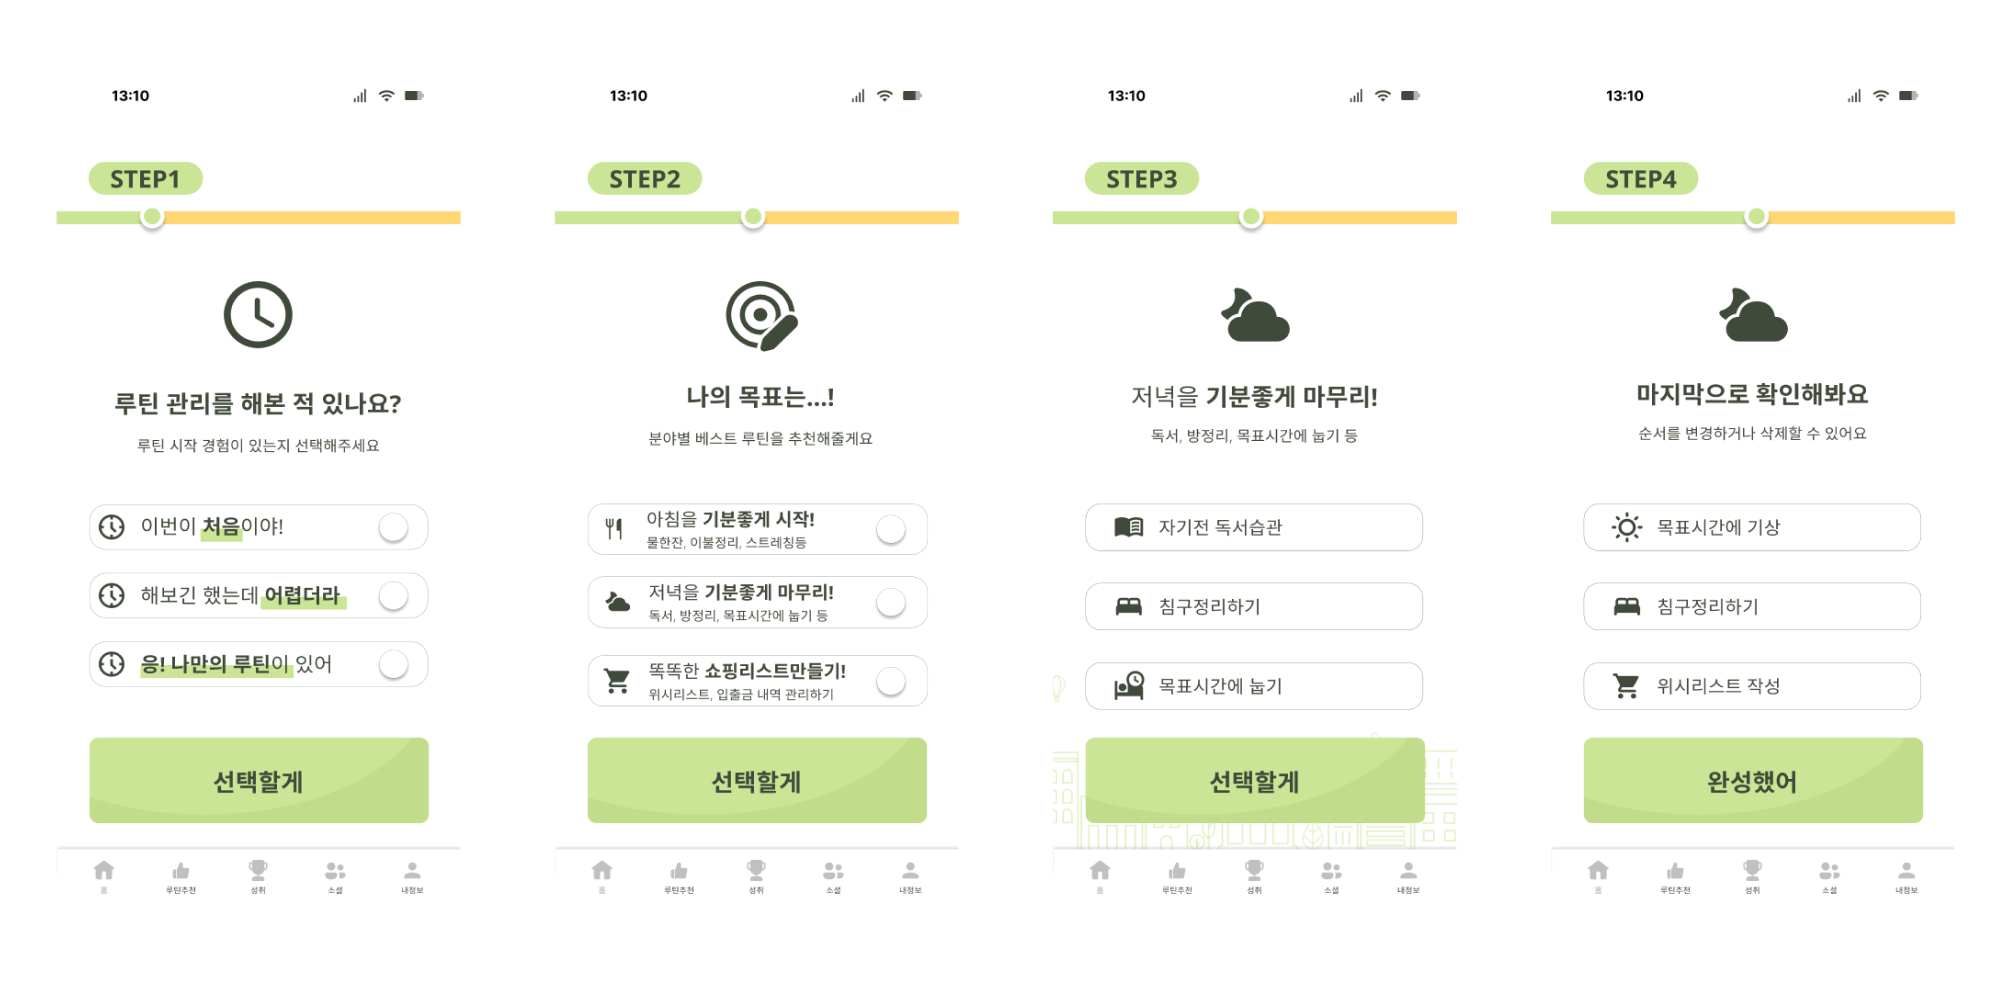 13:10
STEP1
루틴 관리를 해본 적 있나요?
루틴 시작 경험이 있는지 선택해주세요
이번이 처음이야!
해보긴 했는데 어렵더라
응! 나만의 루틴이 있어
선택할게
홈
루틴추천
성취
소셜
내정보
13:10
STEP2
나의 목표는...!
분야별 베스트 루틴을 추천해줄게요
아침을 기분좋게 시작!
물한잔, 이불정리, 스트레칭등
저녁을 기분좋게 마무리!
독서, 방정리, 목표시간에 눕기 등
똑똑한 쇼핑리스트만들기!
위시리스트, 입출금 내역 관리하기
선택할게
홈
루틴추천
성취
소셜
내정보
13:10
STEP3
저녁을 기분좋게 마무리!
독서, 방정리, 목표시간에 눕기 등
자기전 독서습관
침구정리하기
목표시간에 눕기
선택할게
홈
루틴추천
성취
소셜
내정보
13:10
STEP4
마지막으로 확인해봐요
순서를 변경하거나 삭제할 수 있어요
목표시간에 기상
침구정리하기
위시리스트 작성
완성했어
홈
루틴추천
성취
소셜
내정보